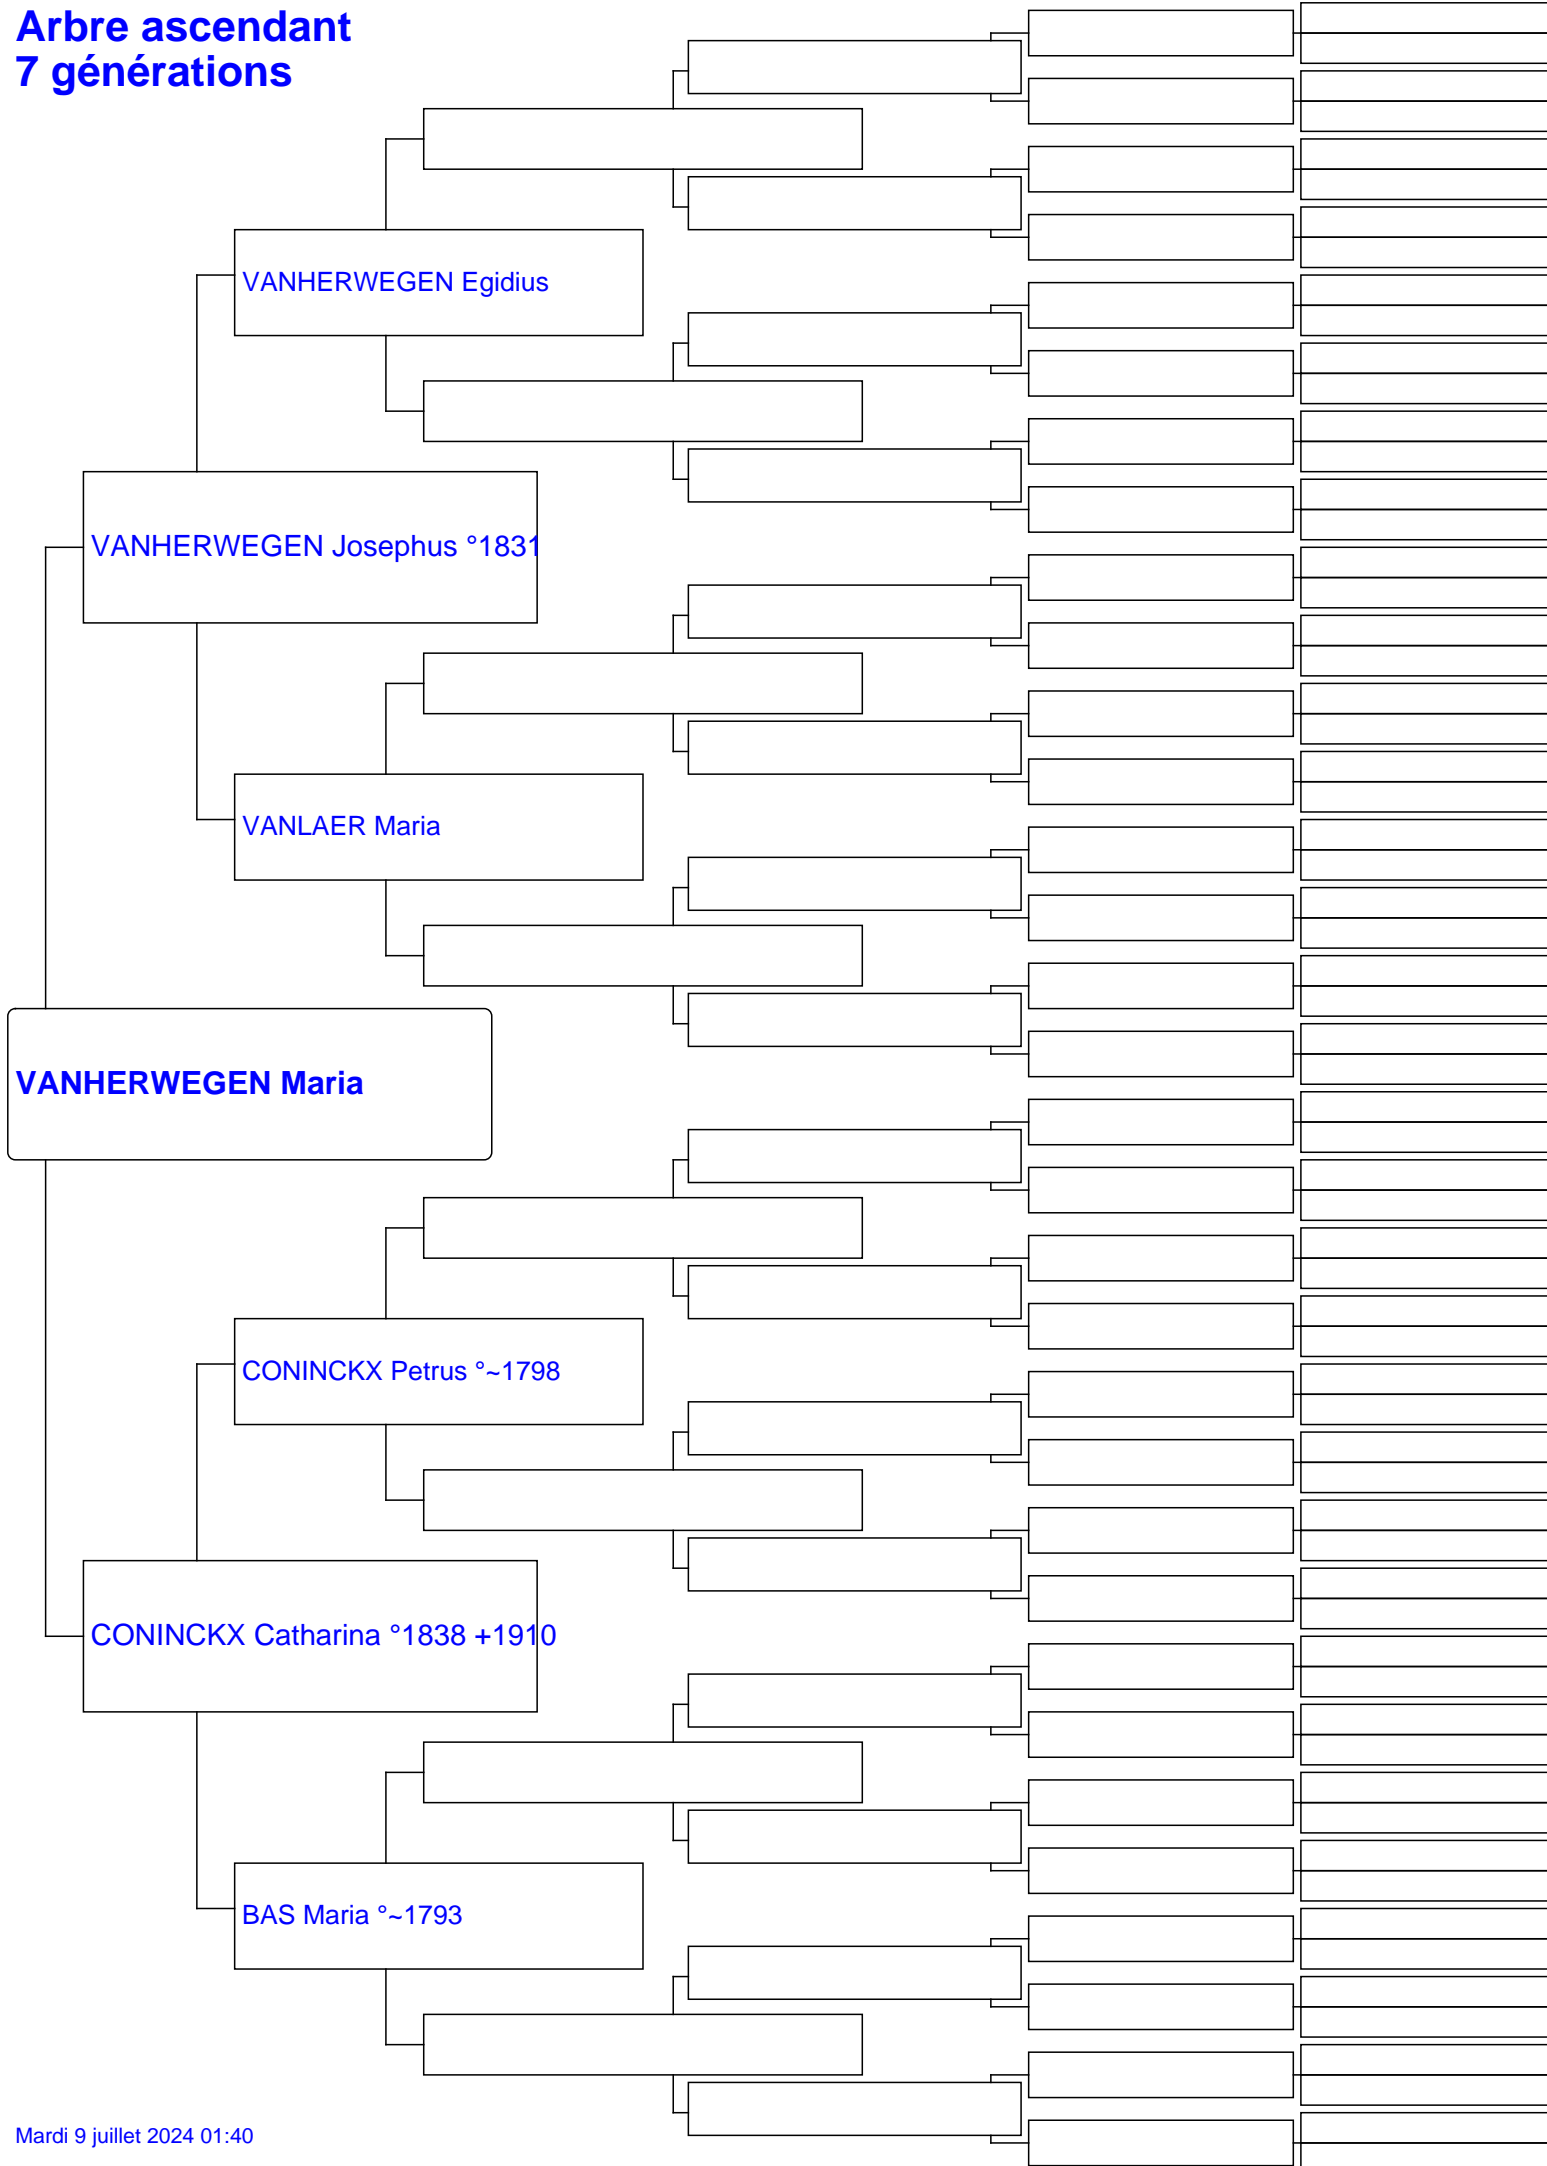 Arbre ascendant
7 générations
VANHERWEGEN Egidius
VANHERWEGEN Josephus °1831
VANLAER Maria
VANHERWEGEN Maria
CONINCKX Petrus °~1798
CONINCKX Catharina °1838 +1910
BAS Maria °~1793
Mardi 9 juillet 2024 01:40